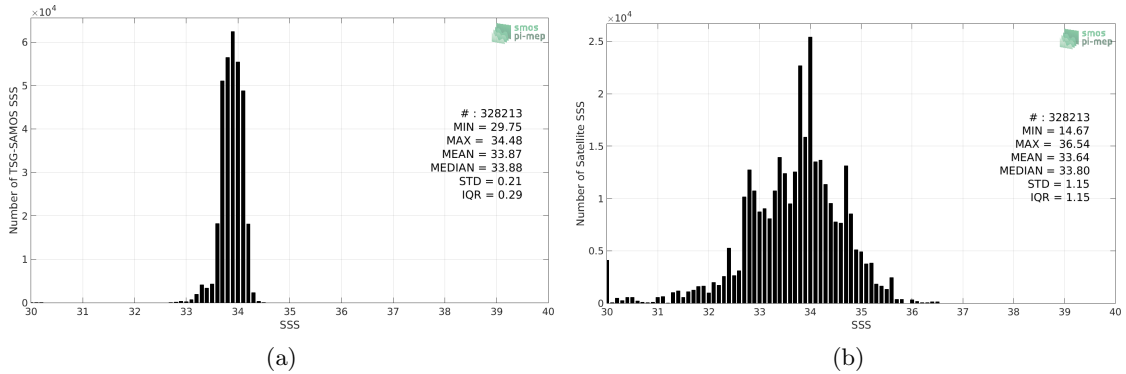 ×10⁴
6
5
4
3
2
1
0
Number of TSG-SAMOS SSS
30 31 32 33 34 35 36 37 38 39 40
SSS
smos
pi-mep
# : 328213
MIN = 29.75
MAX = 34.48
MEAN = 33.87
MEDIAN = 33.88
STD = 0.21
IQR = 0.29
(a)
×10⁴
2.5
2
1.5
1
0.5
0
Number of Satellite SSS
30 31 32 33 34 35 36 37 38 39 40
SSS
smos
pi-mep
# : 328213
MIN = 14.67
MAX = 36.54
MEAN = 33.64
MEDIAN = 33.80
STD = 1.15
IQR = 1.15
(b)